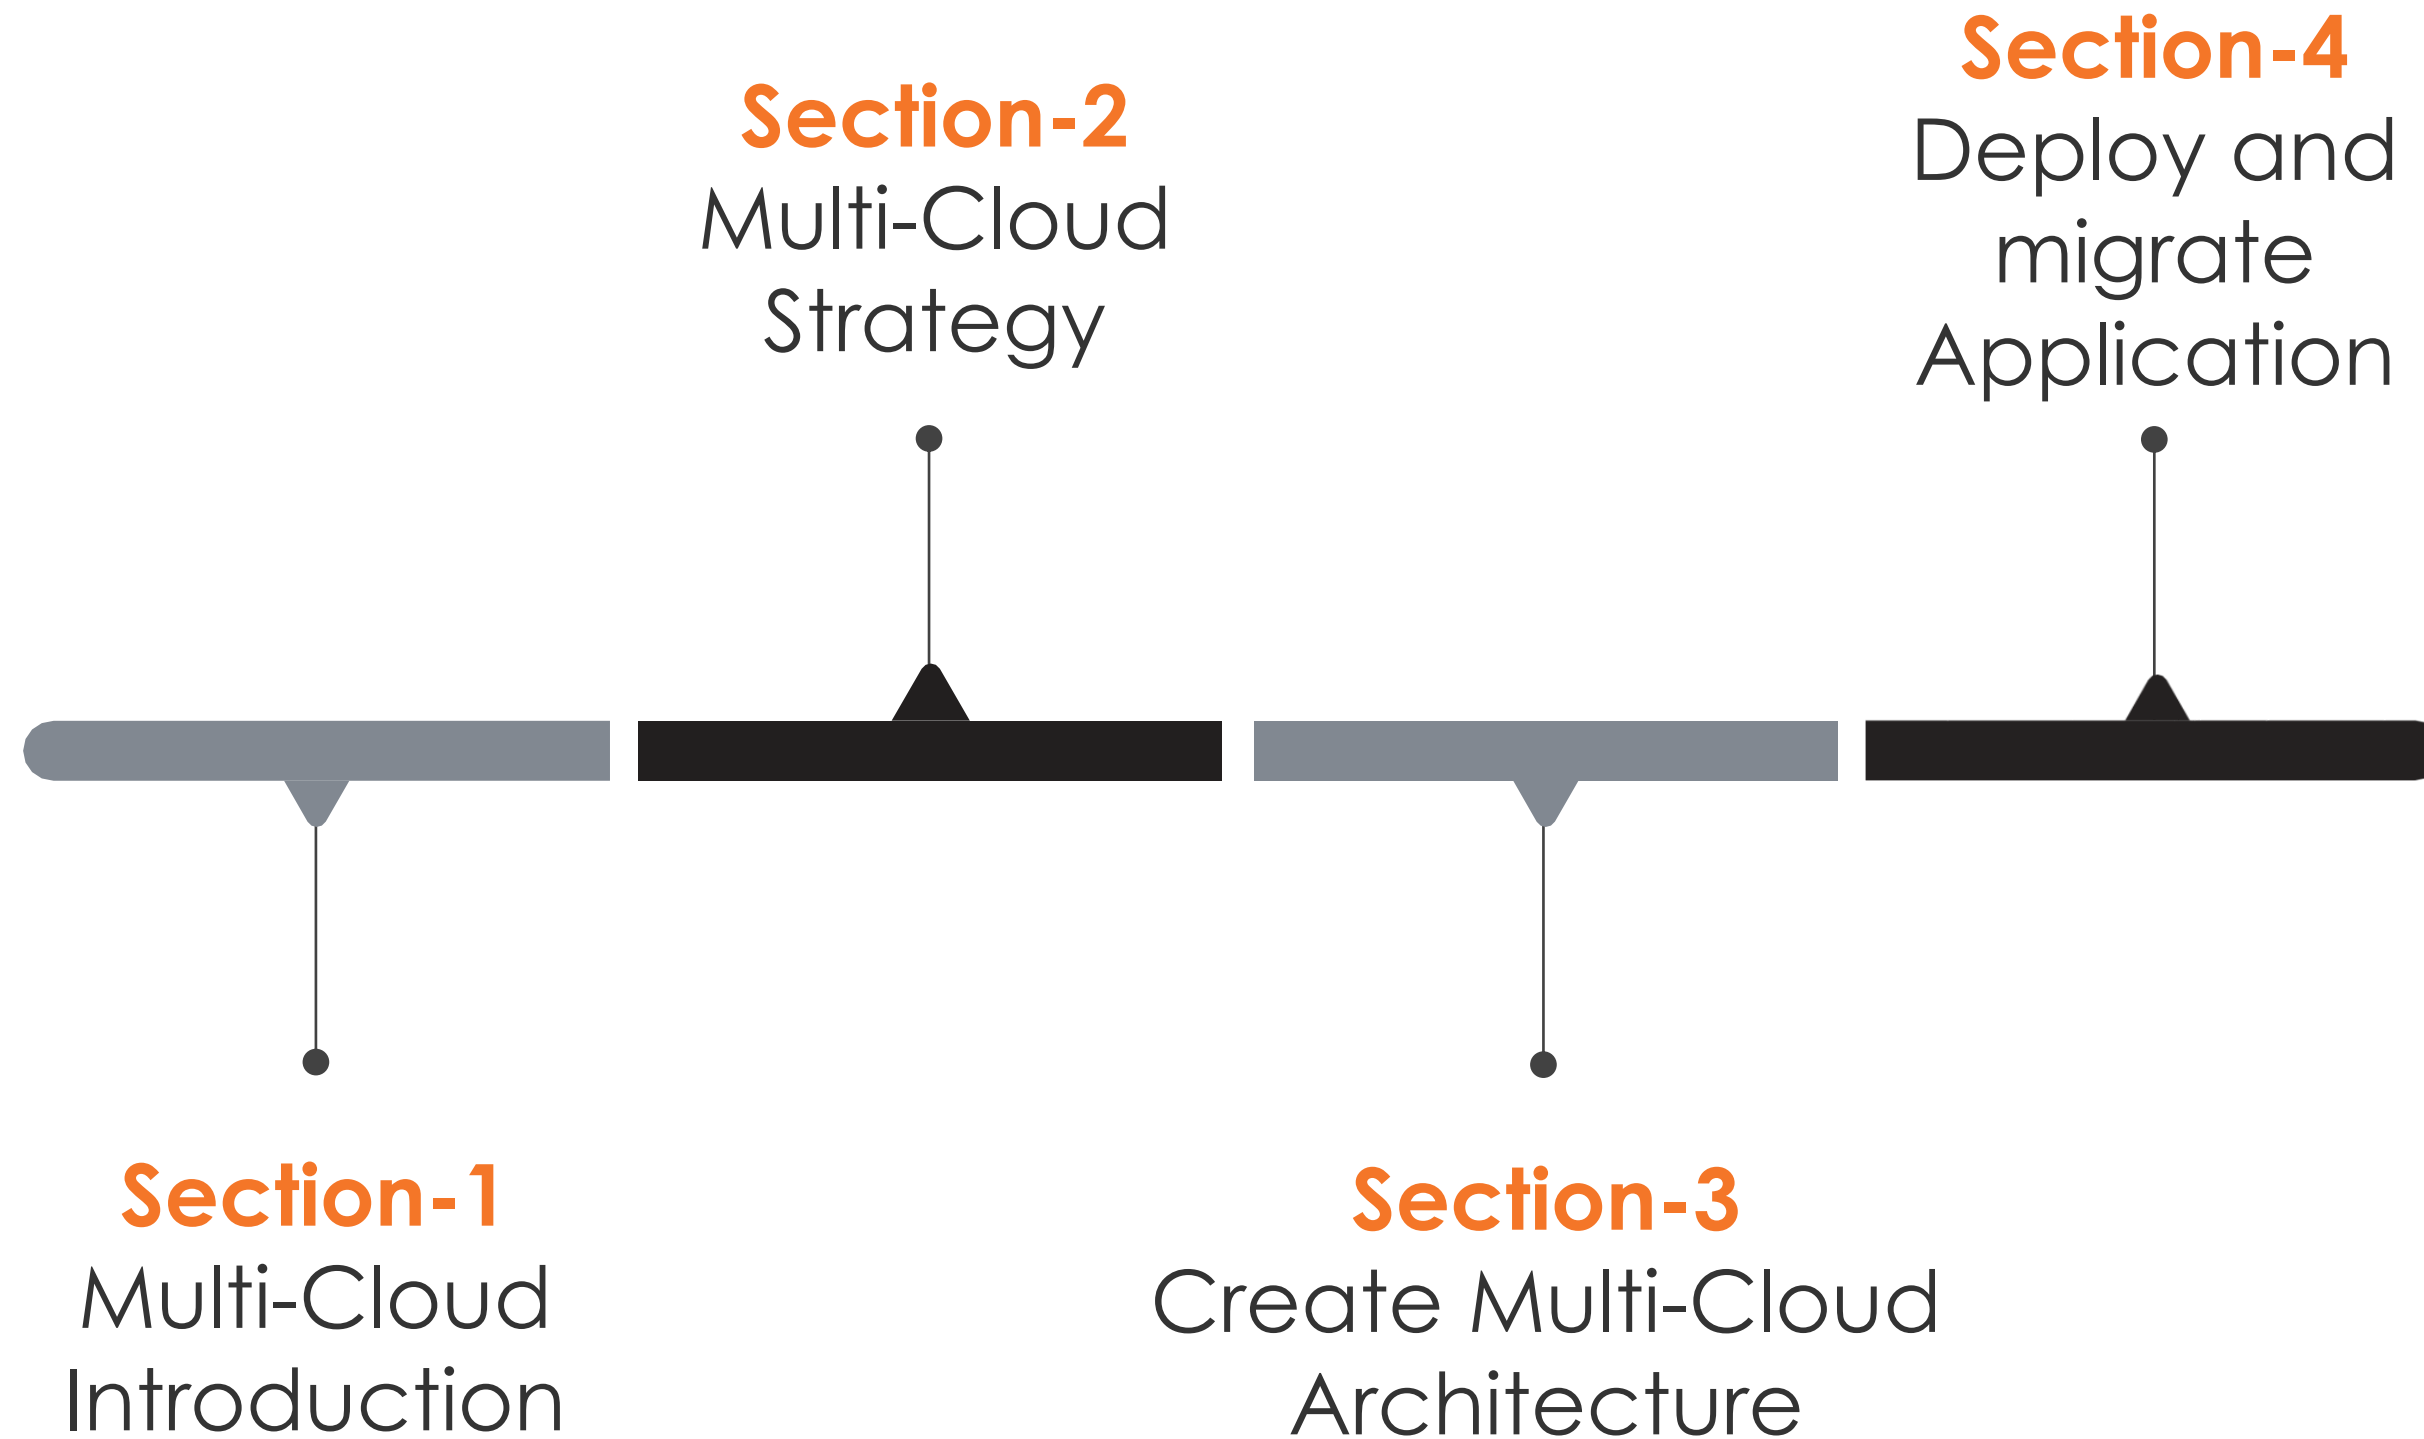 Section-1
Multi-Cloud
Introduction
Section-2
Multi-Cloud
Strategy
Section-3
Create Multi-Cloud
Architecture
Section-4
Deploy and
migrate
Application